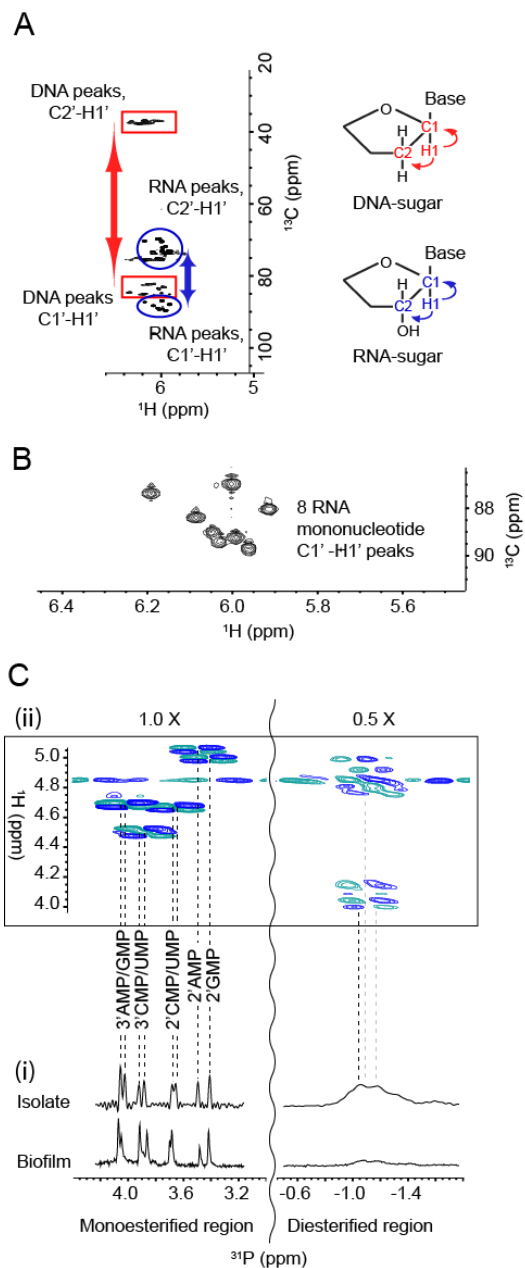 A
DNA peaks,
C2'-H1'
RNA peaks,
C2'-H1'
DNA peaks
C1'-H1'
RNA peaks,
C1'-H1'
20
40
60
80
100
13C (ppm)
6
5
1H (ppm)
O
Base
H
C1
C2
H1
H
DNA-sugar
O
Base
H
C1
C2
H1
OH
RNA-sugar
B
8 RNA
mononucleotide
C1' -H1' peaks
88
90
13C (ppm)
6.4
6.2
6.0
5.8
5.6
1H (ppm)
C
(ii)
1.0 X
0.5 X
5.0
4.8
4.6
4.4
4.2
4.0
1H (ppm)
3'AMP/GMP
3'CMP/UMP
2'CMP/UMP
2'AMP
2'GMP
(i)
Isolate
Biofilm
4.0
3.6
3.2
-0.6
-1.0
-1.4
Monoesterified region
Diesterified region
31P (ppm)